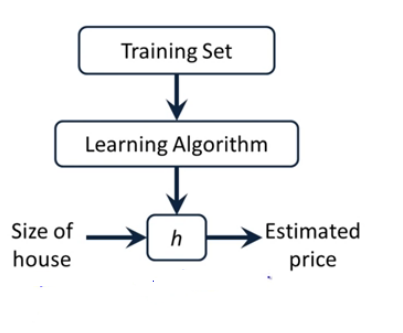 Training Set
Learning Algorithm
Size of
house
h
Estimated
price